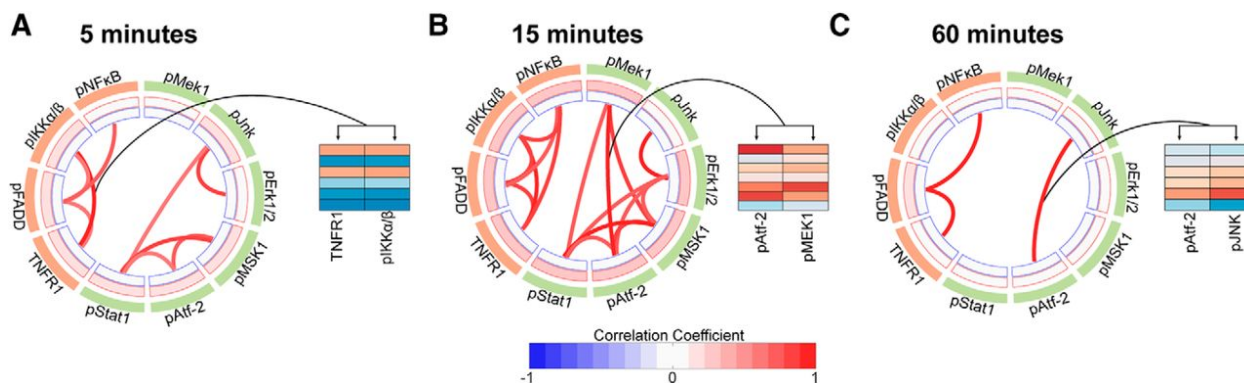 A
5 minutes
pNFκB
pMek1
pJnk
pErk1/2
pMSK1
pAtf-2
pStat1
TNFR1
pFADD
pIKKα/β
TNFR1
pIKKα/β
B
15 minutes
pNFκB
pMek1
pJnk
pErk1/2
pMSK1
pAtf-2
pStat1
TNFR1
pFADD
pIKKα/β
pAtf-2
pMEK1
C
60 minutes
pNFκB
pMek1
pJnk
pErk1/2
pMSK1
pAtf-2
pStat1
TNFR1
pFADD
pIKKα/β
pAtf-2
pJNK
Correlation Coefficient
-1
0
1